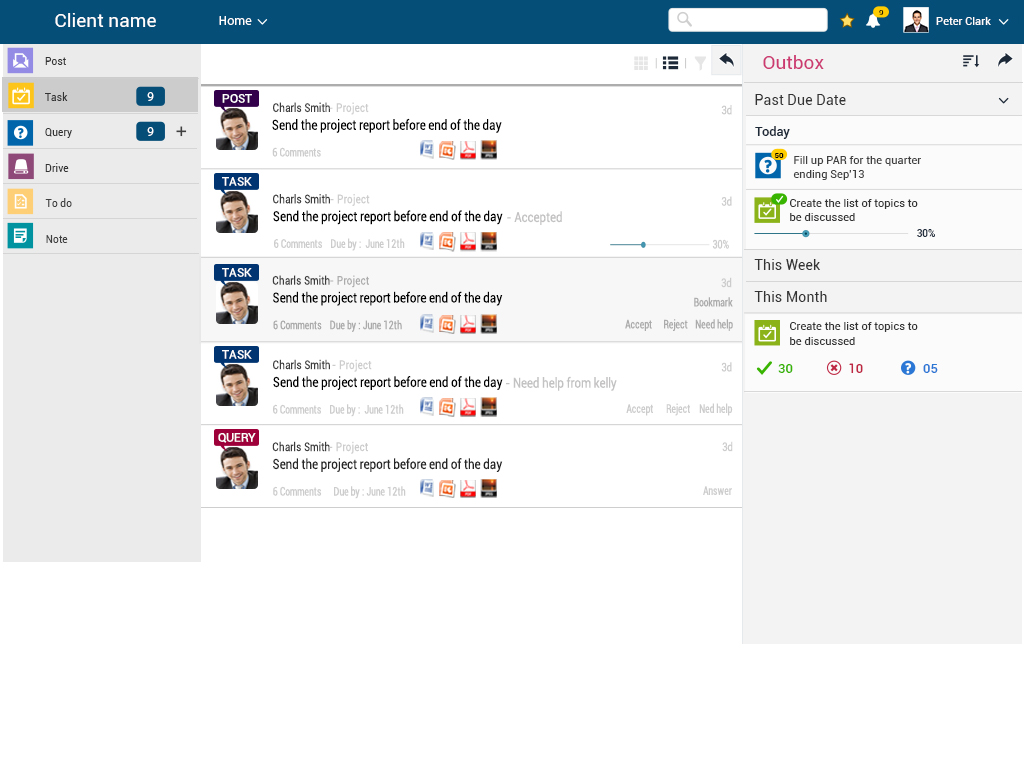 Client name
Home
9
Peter Clark
Post
Task 9
Query 9 +
Drive
To do
Note
POST
Charls Smith- Project
3d
Send the project report before end of the day
6 Comments
TASK
Charls Smith- Project
3d
Send the project report before end of the day - Accepted
6 Comments Due by : June 12th
30%
TASK
Charls Smith- Project
3d
Send the project report before end of the day
Bookmark
6 Comments Due by : June 12th
Accept Reject Need help
TASK
Charls Smith - Project
3d
Send the project report before end of the day - Need help from kelly
6 Comments Due by : June 12th
Accept Reject Ned help
QUERY
Charls Smith- Project
3d
Send the project report before end of the day
6 Comments Due by : June 12th
Answer
Outbox
Past Due Date
Today
50
Fill up PAR for the quarter
ending Sep'13
Create the list of topics to
be discussed
30%
This Week
This Month
Create the list of topics to
be discussed
30 10 05